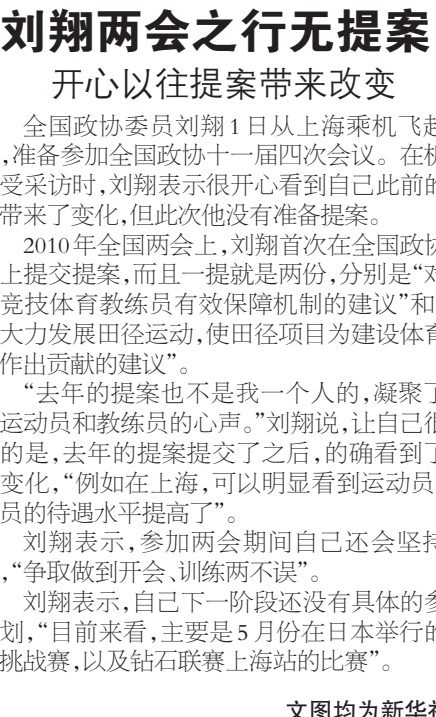 刘翔两会之行无提案
开心以往提案带来改变
全国政协委员刘翔1日从上海乘机飞赴
,准备参加全国政协十一届四次会议。在机
受采访时,刘翔表示很开心看到自己此前的
带来了变化,但此次他没有准备提案。
2010年全国两会上,刘翔首次在全国政协
上提交提案,而且一提就是两份,分别是“对
竞技体育教练员有效保障机制的建议”和
大力发展田径运动,使田径项目为建设体育
作出贡献的建议”。
“去年的提案也不是我一个人的,凝聚了
运动员和教练员的心声。”刘翔说,让自己很
的是,去年的提案提交了之后,的确看到了
变化,“例如在上海,可以明显看到运动员
员的待遇水平提高了”。
刘翔表示,参加两会期间自己还会坚持
,“争取做到开会、训练两不误”。
刘翔表示,自己下一阶段还没有具体的参
划,“目前来看,主要是5月份在日本举行的
挑战赛,以及钻石联赛上海站的比赛”。
文图均为新华社